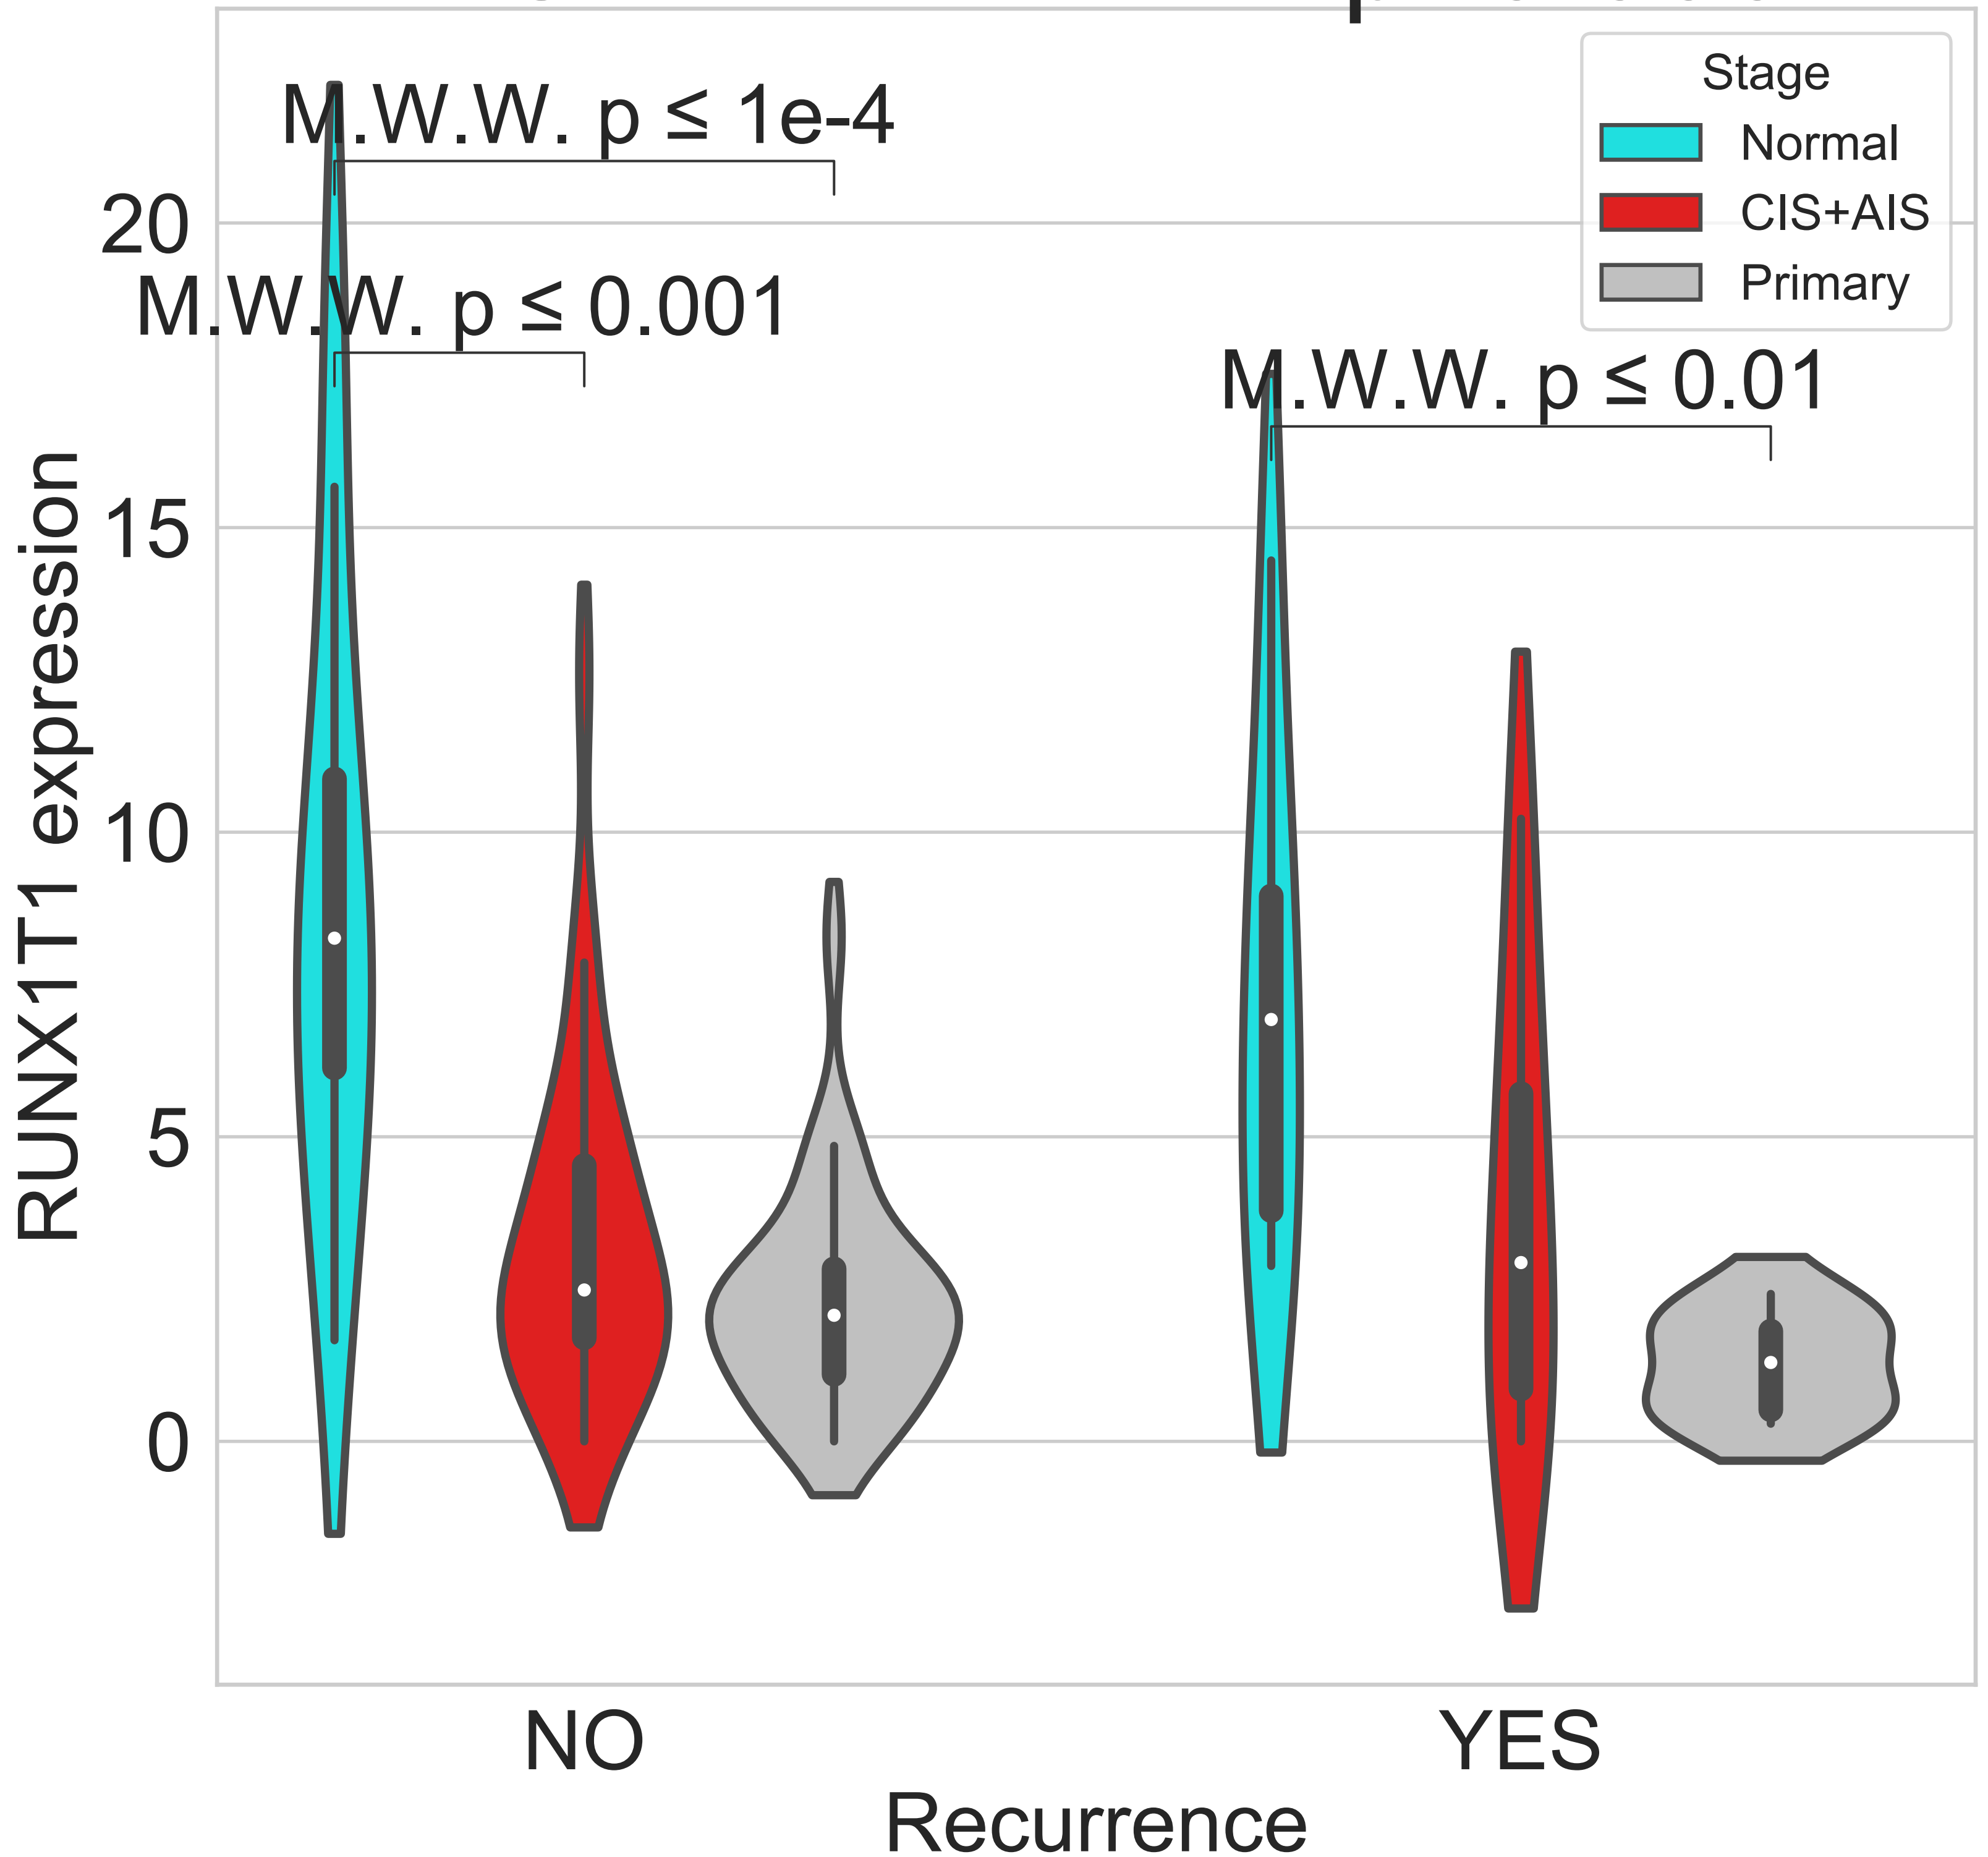 Stage
Normal
CIS+AIS
Primary
M.W.W. p ≤ 1e-4
M.W.W. p ≤ 0.001
M.W.W. p ≤ 0.01
20
15
10
5
0
RUNX1T1 expression
NO
YES
Recurrence